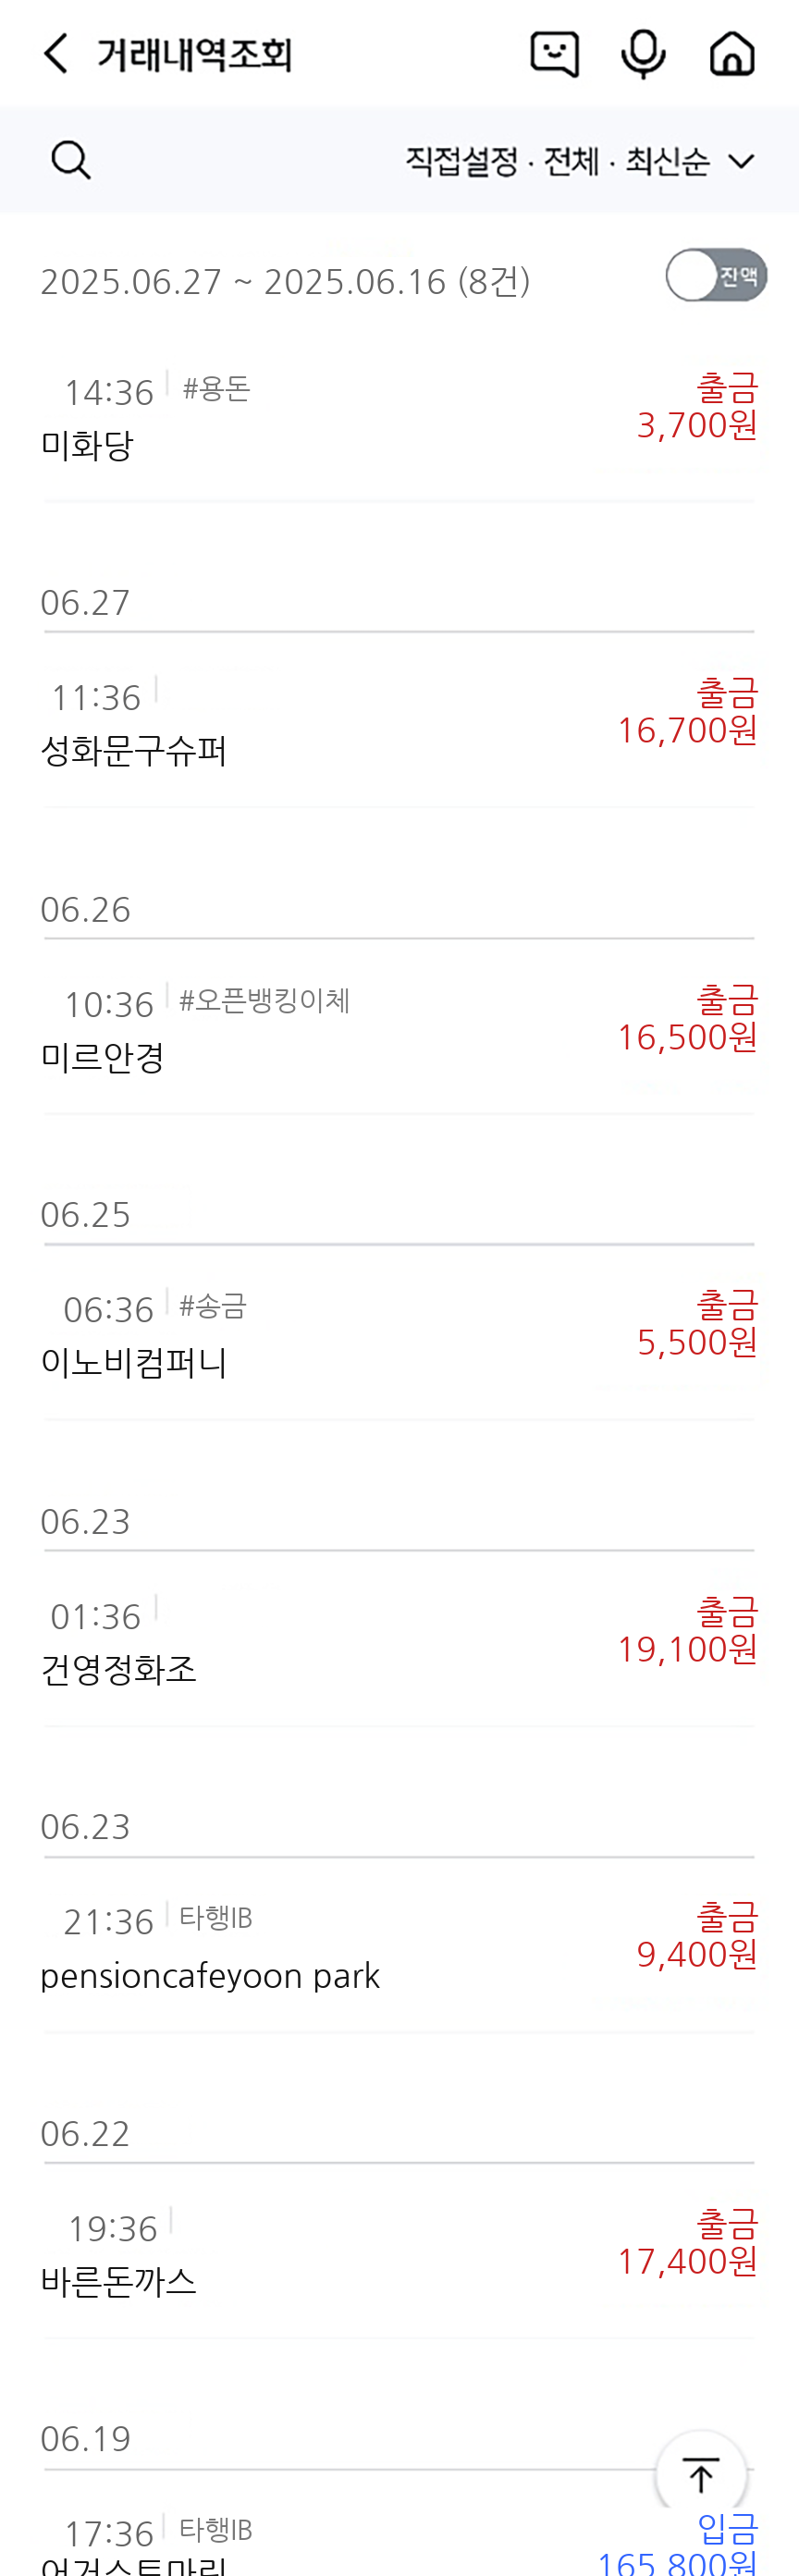 거래내역조회
직접설정 · 전체 · 최신순
2025.06.27 ~ 2025.06.16 (8건)
잔액
14:36 #용돈
출금
미화당
3,700원
06.27
11:36
출금
성화문구슈퍼
16,700원
06.26
10:36 #오픈뱅킹이체
출금
미르안경
16,500원
06.25
06:36 #송금
출금
이노비컴퍼니
5,500원
06.23
01:36
출금
건영정화조
19,100원
06.23
21:36 타행IB
출금
pensioncafeyoon park
9,400원
06.22
19:36
출금
바른돈까스
17,400원
06.19
17:36 타행IB
입금
165,800원